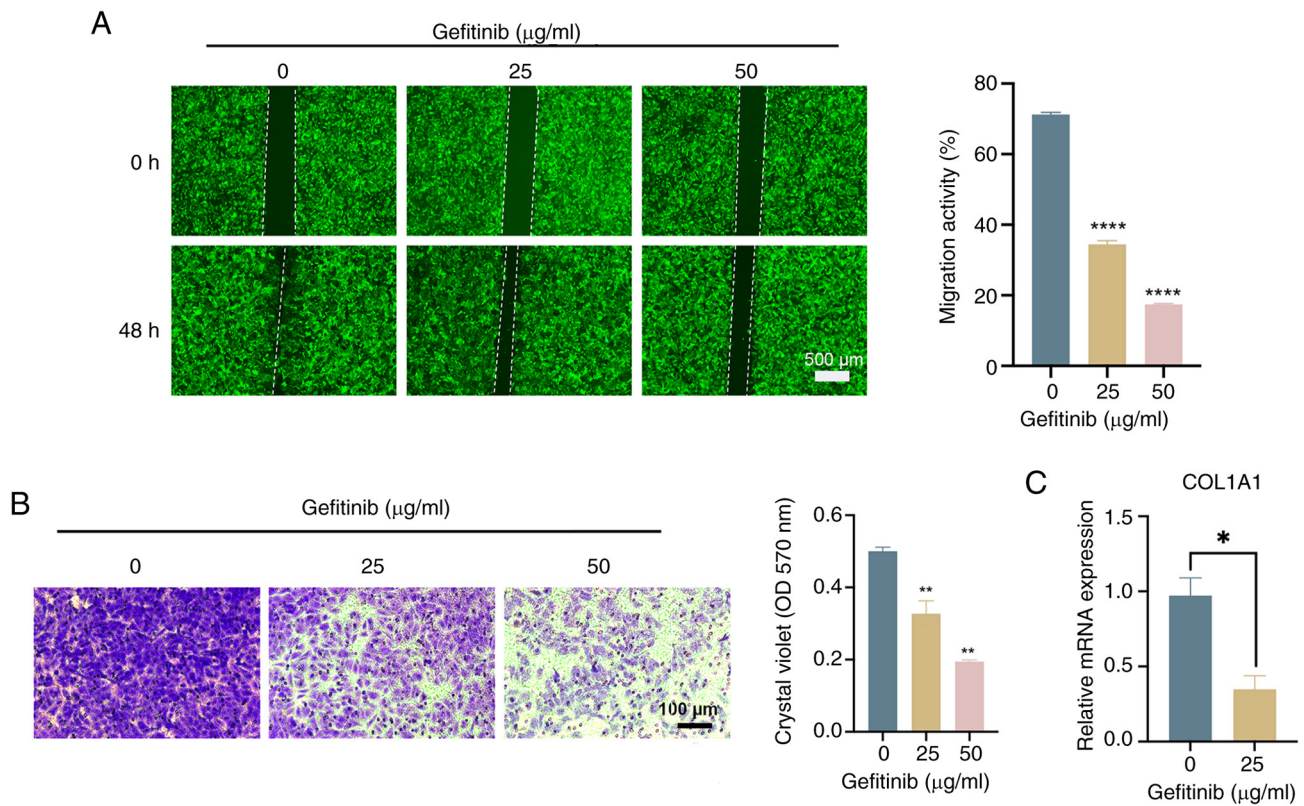 A
Gefitinib (μg/ml)
0 25 50
0 h
48 h
500 μm
Migration activity (%)
80
60
40
20
0
****
****
0 25 50
Gefitinib (μg/ml)
B
Gefitinib (μg/ml)
0 25 50
100 μm
Crystal violet (OD 570 nm)
0.6
0.4
0.2
0.0
**
**
0 25 50
Gefitinib (μg/ml)
C
COL1A1
Relative mRNA expression
1.5
1.0
0.5
0.0
*
0 25
Gefitinib (μg/ml)